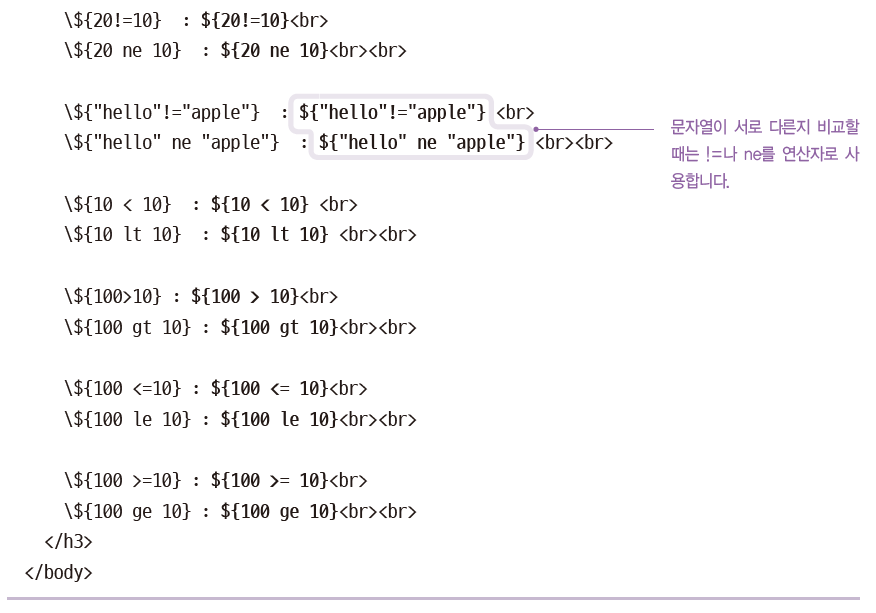 \${20!=10}  : ${20!=10}<br>
\${20 ne 10}  : ${20 ne 10}<br><br>
\${"hello"!="apple"}  : ${"hello"!="apple"} <br>
\${"hello" ne "apple"}  : ${"hello" ne "apple"} <br><br>
문자열이 서로 다른지 비교할
때는 !=나 ne를 연산자로 사
용합니다.
\${10 < 10}  : ${10 < 10} <br>
\${10 lt 10}  : ${10 lt 10} <br><br>
\${100>10} : ${100 > 10}<br>
\${100 gt 10} : ${100 gt 10}<br><br>
\${100 <=10} : ${100 <= 10}<br>
\${100 le 10} : ${100 le 10}<br><br>
\${100 >=10} : ${100 >= 10}<br>
\${100 ge 10} : ${100 ge 10}<br><br>
</h3>
</body>